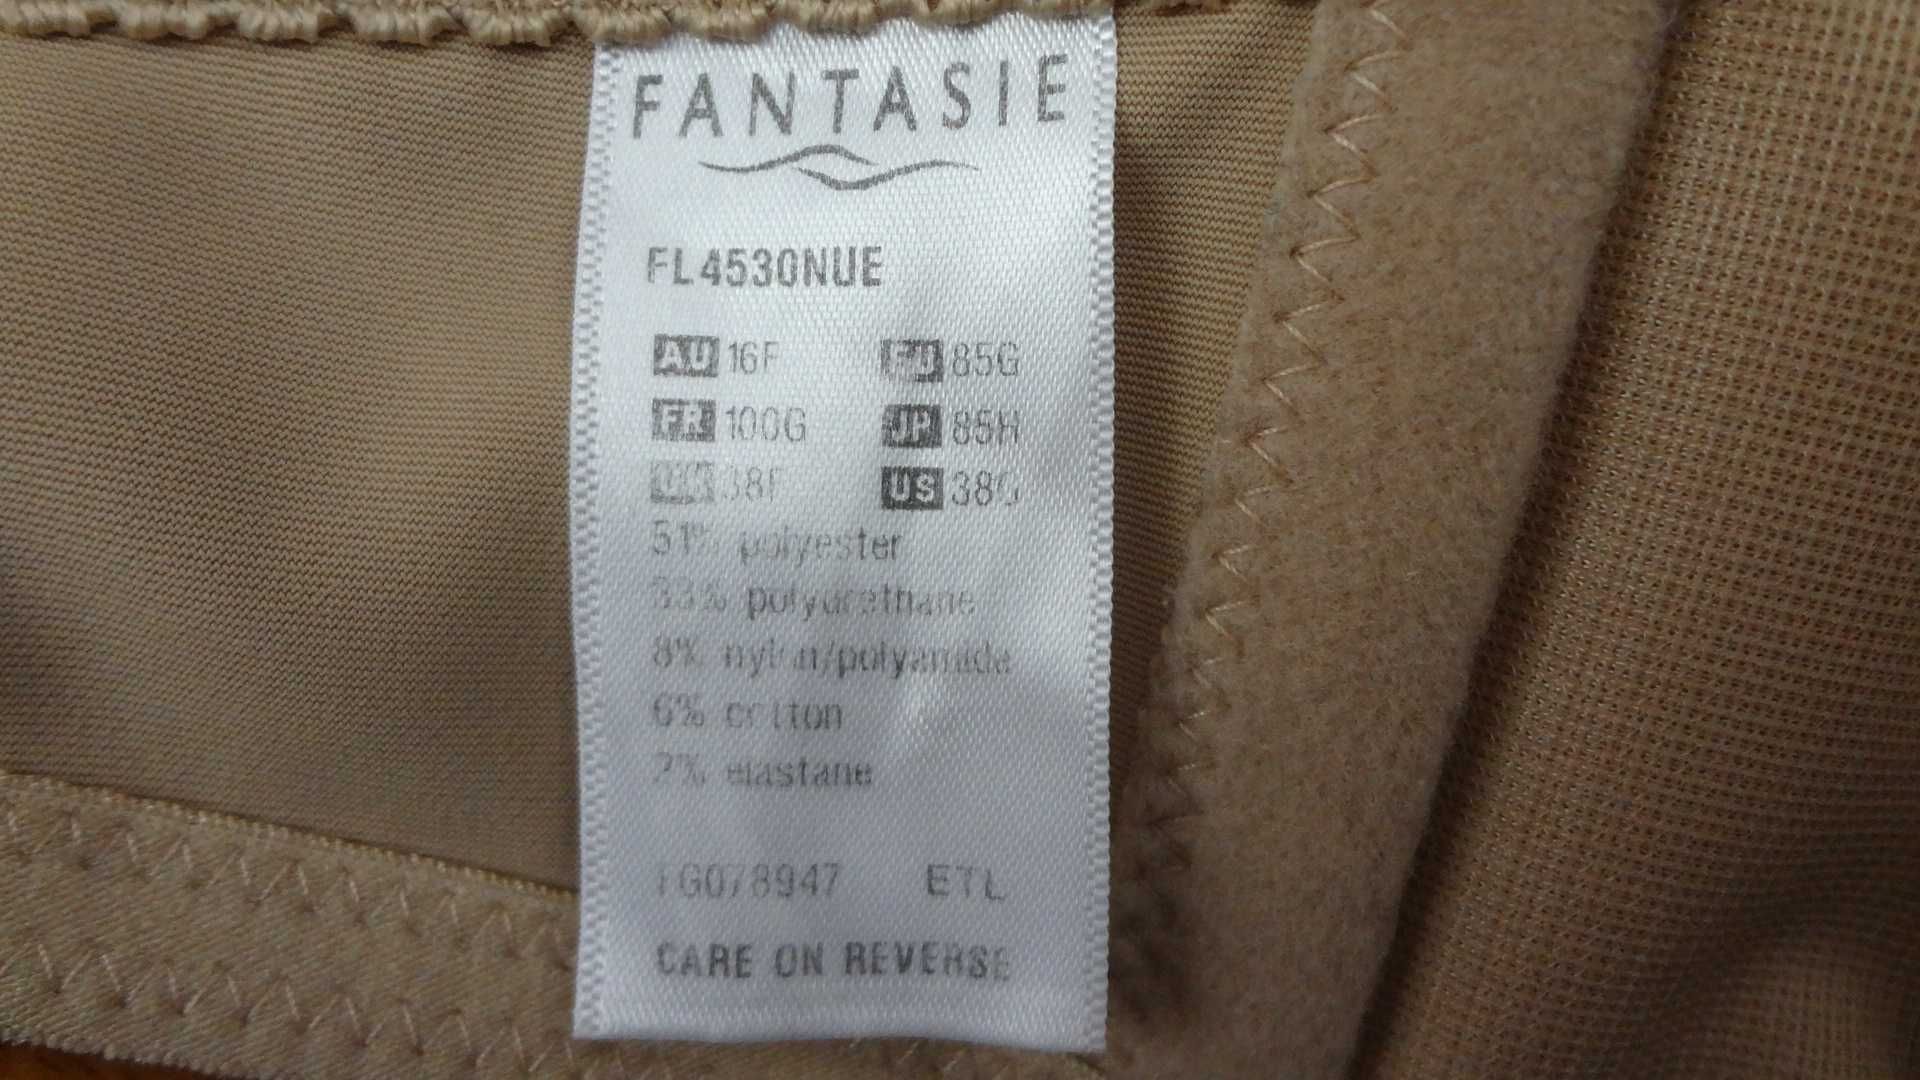 FANTASIE
FL4530NUE
AU 16F EU 85G
FR 100G JP 85H
UK 38F US 38G
51% polyester
33% polyurethane
8% nylon/polyamide
6% cotton
2% elastane
FG078947 ETL
CARE ON REVERSE